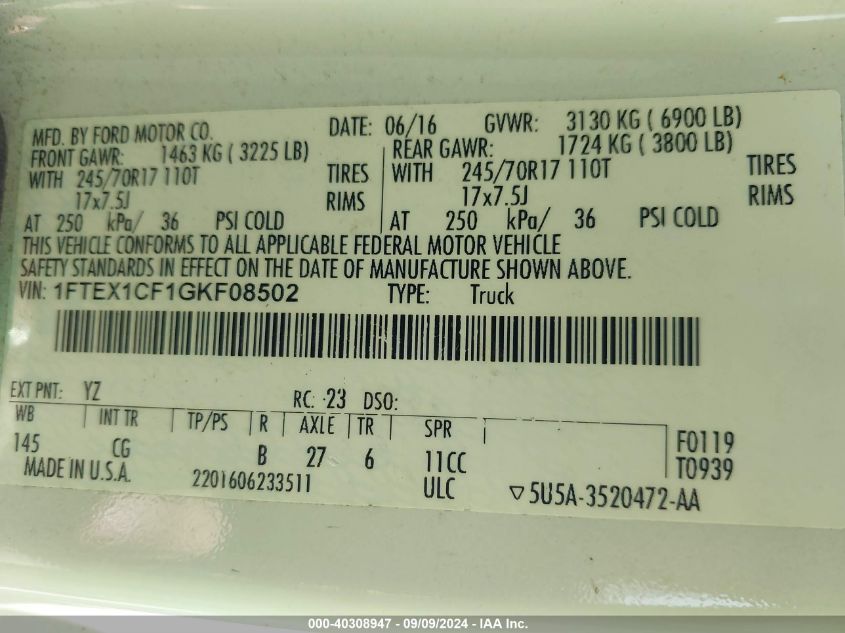 MFD. BY FORD MOTOR CO. DATE: 06/16 GVWR: 3130 KG ( 6900 LB)
FRONT GAWR: 1463 KG ( 3225 LB) REAR GAWR: 1724 KG ( 3800 LB)
WITH 245/70R17 110T TIRES WITH 245/70R17 110T TIRES
17x7.5J RIMS 17x7.5J RIMS
AT 250 kPa/ 36 PSI COLD AT 250 kPa/ 36 PSI COLD
THIS VEHICLE CONFORMS TO ALL APPLICABLE FEDERAL MOTOR VEHICLE
SAFETY STANDARDS IN EFFECT ON THE DATE OF MANUFACTURE SHOWN ABOVE.
VIN: 1FTEX1CF1GKF08502 TYPE: Truck
EXT PNT: YZ RC: 23 DSO:
WB INT TR TP/PS R AXLE TR SPR
145 CG B 27 6 11CC F0119
MADE IN U.S.A. 2201606233511 ULC T0939
▽5U5A-3520472-AA
000-40308947 - 09/09/2024 - IAA Inc.